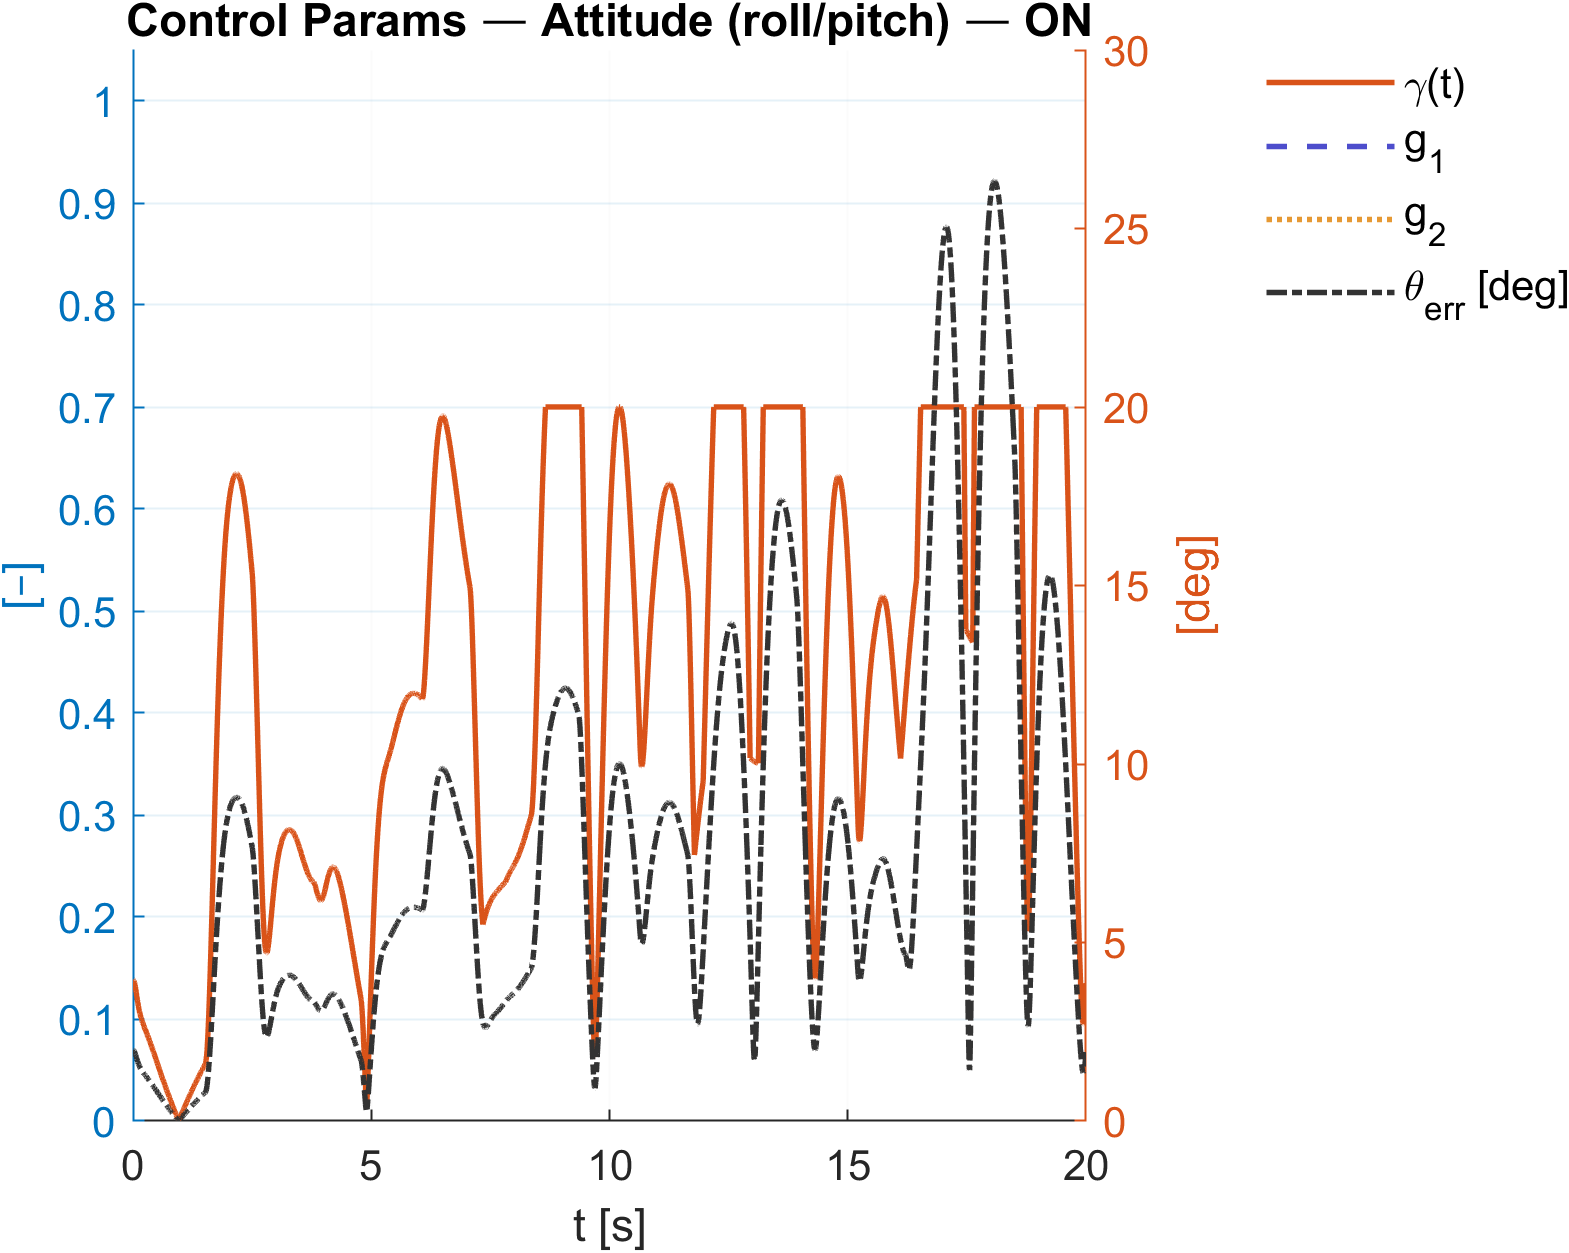 Control Params — Attitude (roll/pitch) — ON
1
0.9
0.8
0.7
0.6
0.5
0.4
0.3
0.2
0.1
0
[−]
30
25
20
15
10
5
0
[deg]
0 5 10 15 20
t [s]
γ(t)
g1
g2
θerr [deg]